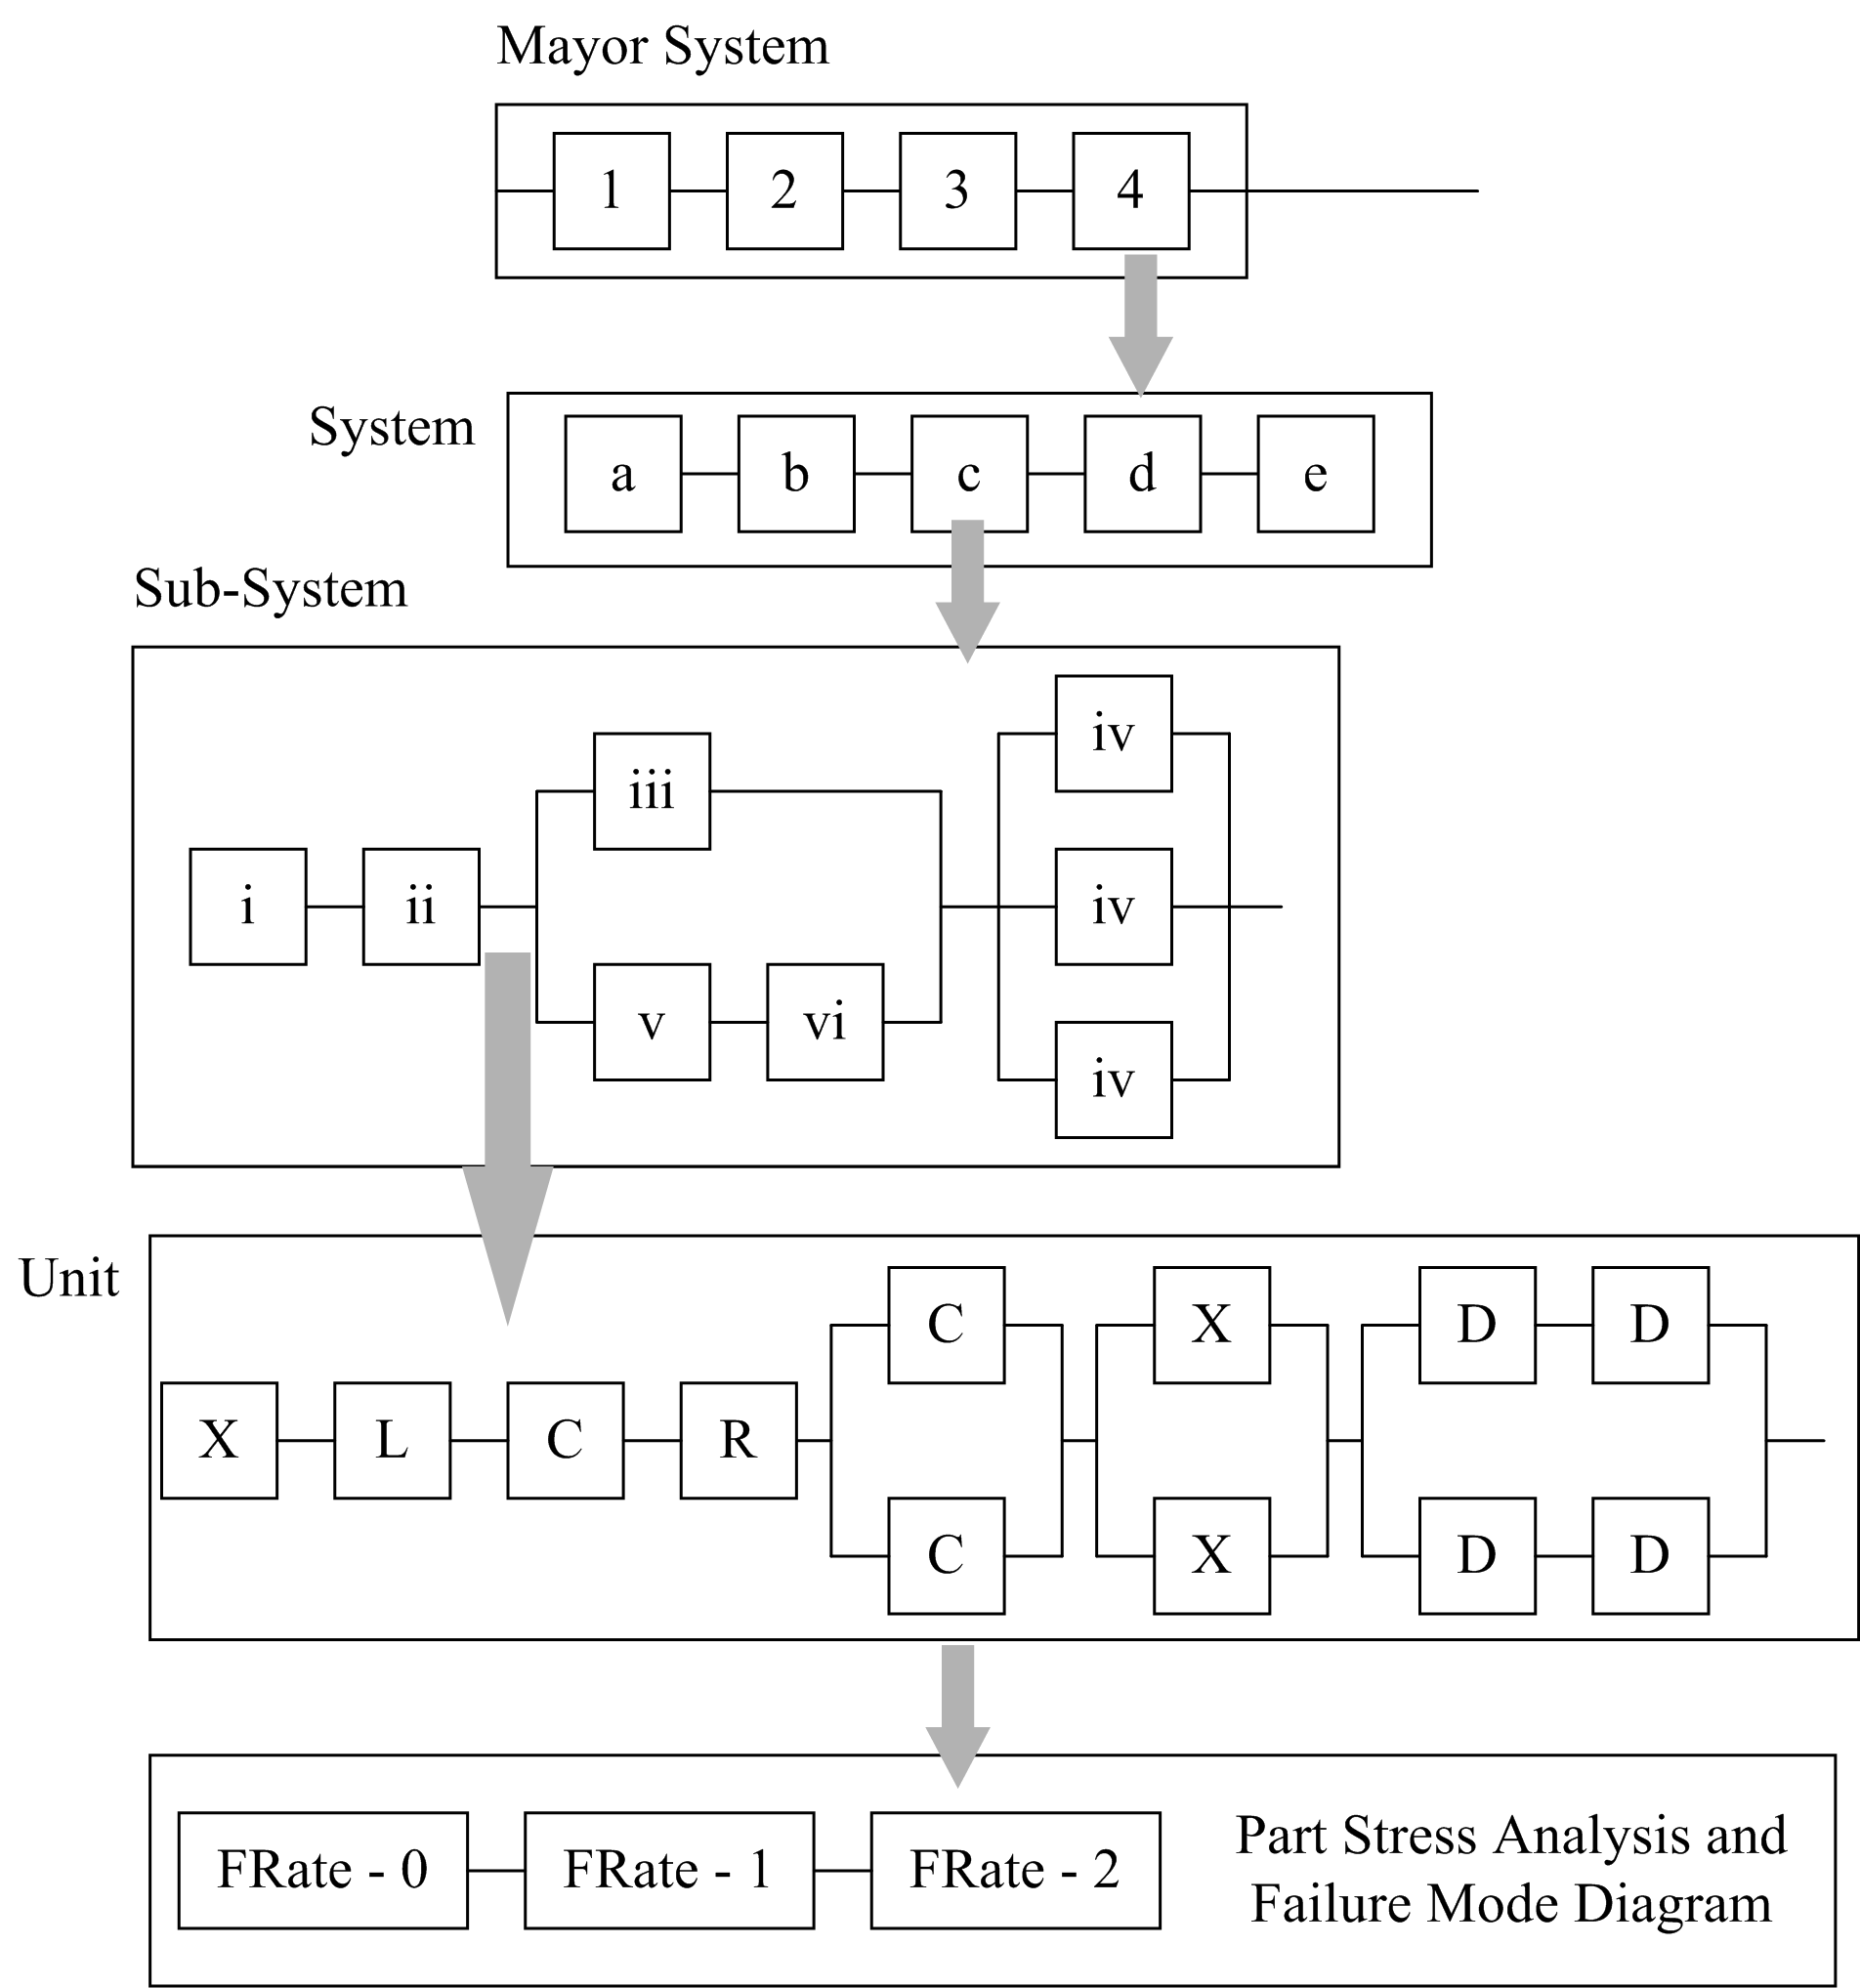 Mayor System
1 2 3 4
System
a b c d e
Sub-System
iv
iii
i ii iv
v vi
iv
Unit
C X D D
X L C R
C X D D
FRate - 0 FRate - 1 FRate - 2
Part Stress Analysis and
Failure Mode Diagram